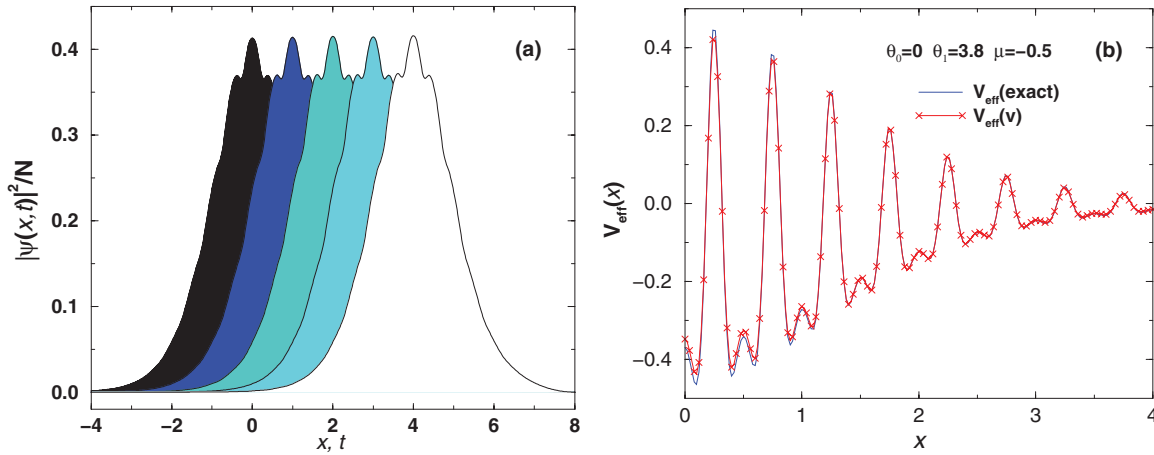 (a)
|ψ(x,t)|²/N
0.4
0.3
0.2
0.1
0.0
−4 −2 0 2 4 6 8
x, t
(b)
θ₀=0 θ₁=3.8 μ=−0.5
V_eff(exact)
V_eff(v)
V_eff(x)
0.4
0.2
0.0
−0.2
−0.4
0 1 2 3 4
x